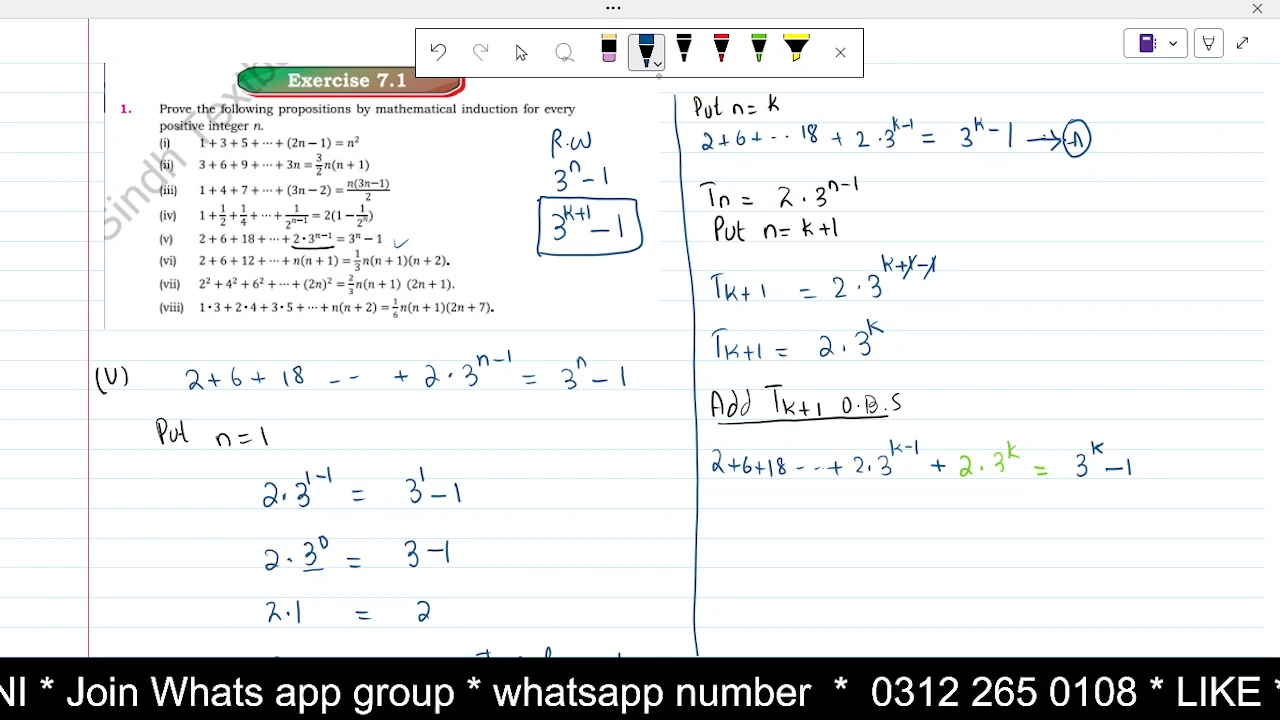 Exercise 7.1
Sindh Textbo
1. Prove the following propositions by mathematical induction for every
positive integer n.
(i) 1 + 3 + 5 + ⋯ + (2n − 1) = n²
(ii) 3 + 6 + 9 + ⋯ + 3n = 3/2 n(n + 1)
(iii) 1 + 4 + 7 + ⋯ + (3n − 2) = n(3n−1)/2
(iv) 1 + 1/2 + 1/4 + ⋯ + 1/2ⁿ⁻¹ = 2(1 − 1/2ⁿ)
(v) 2 + 6 + 18 + ⋯ + 2 · 3ⁿ⁻¹ = 3ⁿ − 1 ✓
(vi) 2 + 6 + 12 + ⋯ + n(n + 1) = 1/3 n(n + 1)(n + 2).
(vii) 2² + 4² + 6² + ⋯ + (2n)² = 2/3 n(n + 1) (2n + 1).
(viii) 1 · 3 + 2 · 4 + 3 · 5 + ⋯ + n(n + 2) = 1/6 n(n + 1)(2n + 7).
R.W
3ⁿ − 1
3ᵏ⁺¹ − 1
(V) 2 + 6 + 18 -- -- + 2 · 3ⁿ⁻¹ = 3ⁿ − 1
Put n = 1
2 · 3¹⁻¹ = 3¹ − 1
2 · 3⁰ = 3 − 1
2 · 1 = 2
Put n = k
2 + 6 + ·· 18 + 2 · 3ᵏ⁻¹ = 3ᵏ − 1 → A
Tn = 2 · 3ⁿ⁻¹
Put n = k+1
Tk+1 = 2 · 3ᵏ⁺¹⁻¹
Tk+1 = 2 · 3ᵏ
Add Tk+1 O.B.S
2+6+18 -- ·· + 2 · 3ᵏ⁻¹ + 2 · 3ᵏ = 3ᵏ − 1
NI * Join Whats app group * whatsapp number * 0312 265 0108 * LIKE *